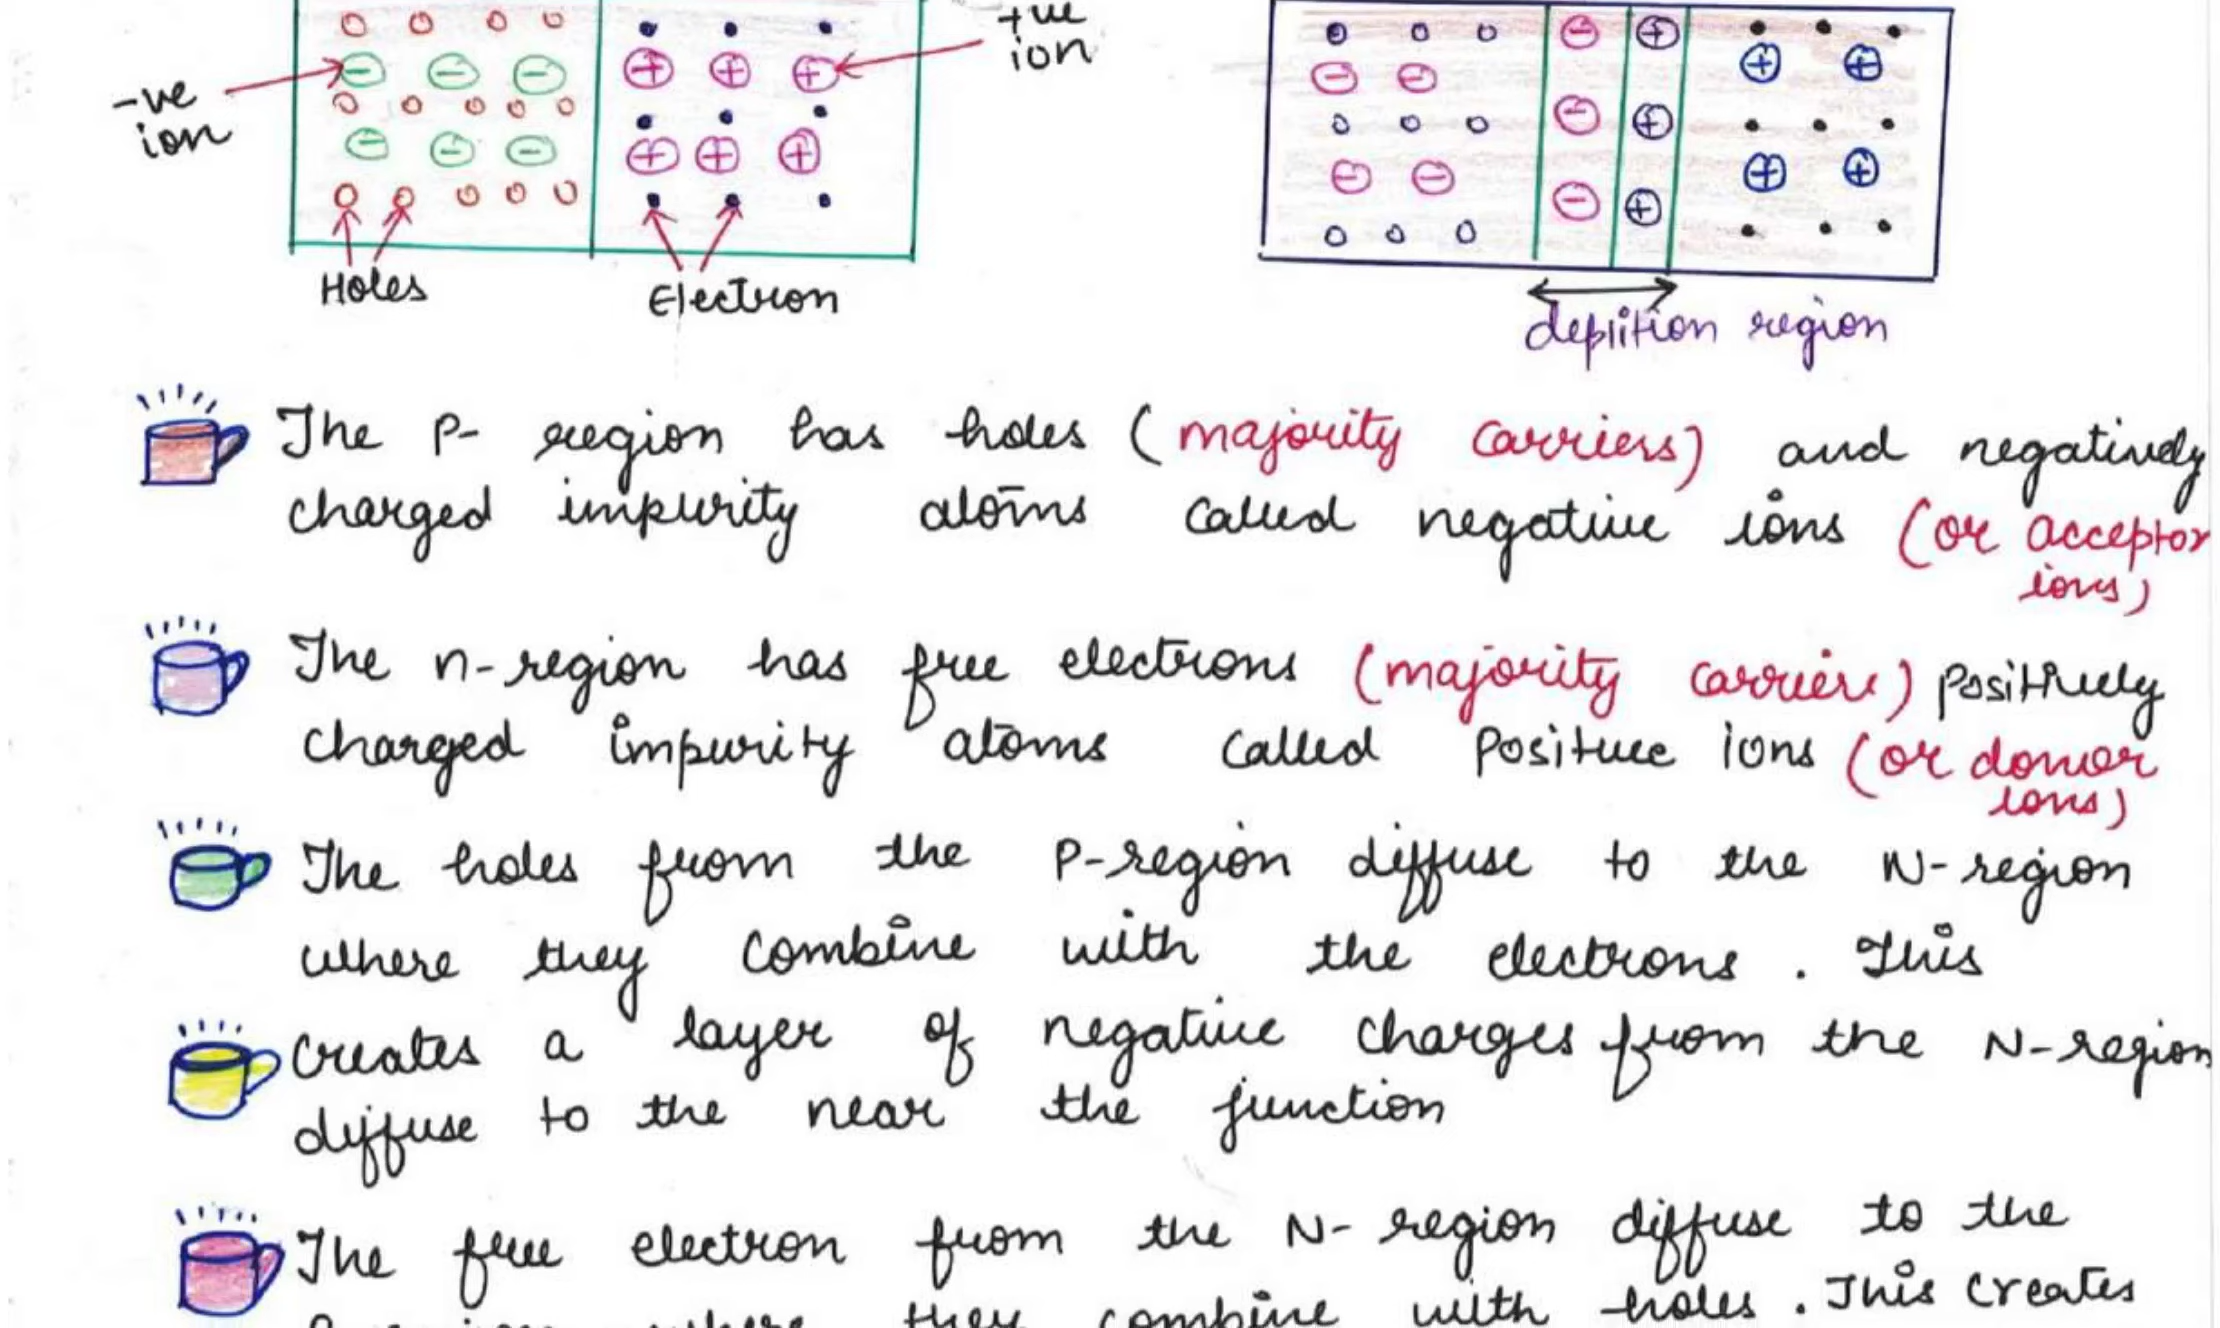 +ve
ion
-ve
ion
Holes
Electron
deplition region
The P- region has holes (majority carriers) and negatively
charged impurity atoms called negative ions (or acceptor
ions)
The n-region has free electrons (majority carriers) positively
charged impurity atoms called positive ions (or donor
ions)
The holes from the P-region diffuse to the N-region
where they combine with the electrons. This
creates a layer of negative charges from the N-region
diffuse to the near the junction
The free electron from the N- region diffuse to the
where they combine with holes. This creates